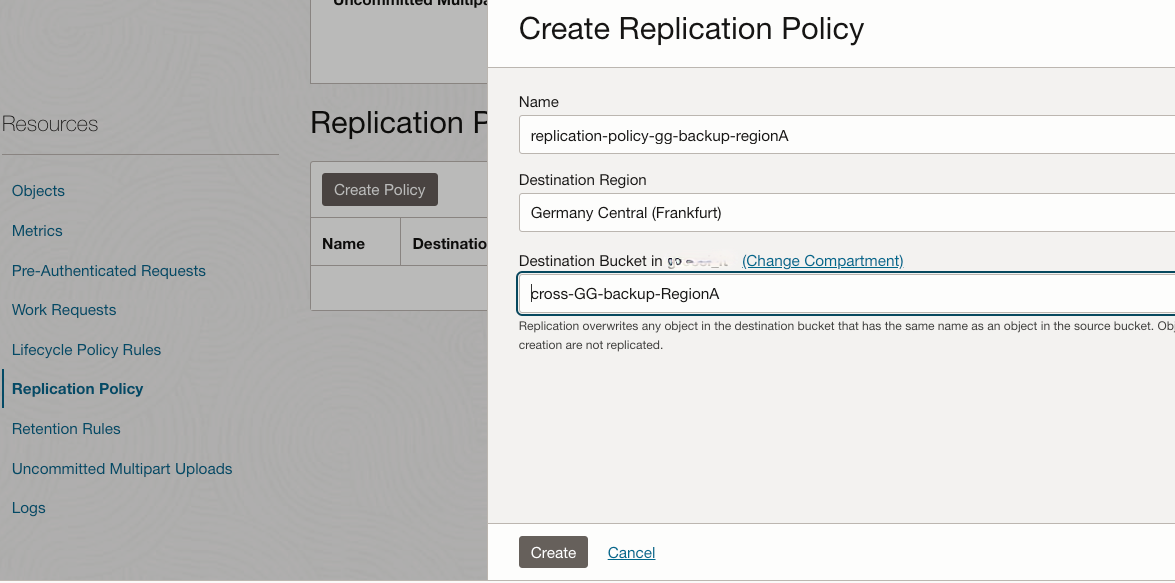 Uncommitted Multipa
Resources
Objects
Metrics
Pre-Authenticated Requests
Work Requests
Lifecycle Policy Rules
Replication Policy
Retention Rules
Uncommitted Multipart Uploads
Logs
Replication P
Create Policy
Name
Destinatio
Create Replication Policy
Name
replication-policy-gg-backup-regionA
Destination Region
Germany Central (Frankfurt)
Destination Bucket in (Change Compartment)
cross-GG-backup-RegionA
Replication overwrites any object in the destination bucket that has the same name as an object in the source bucket. Obj
creation are not replicated.
Create
Cancel